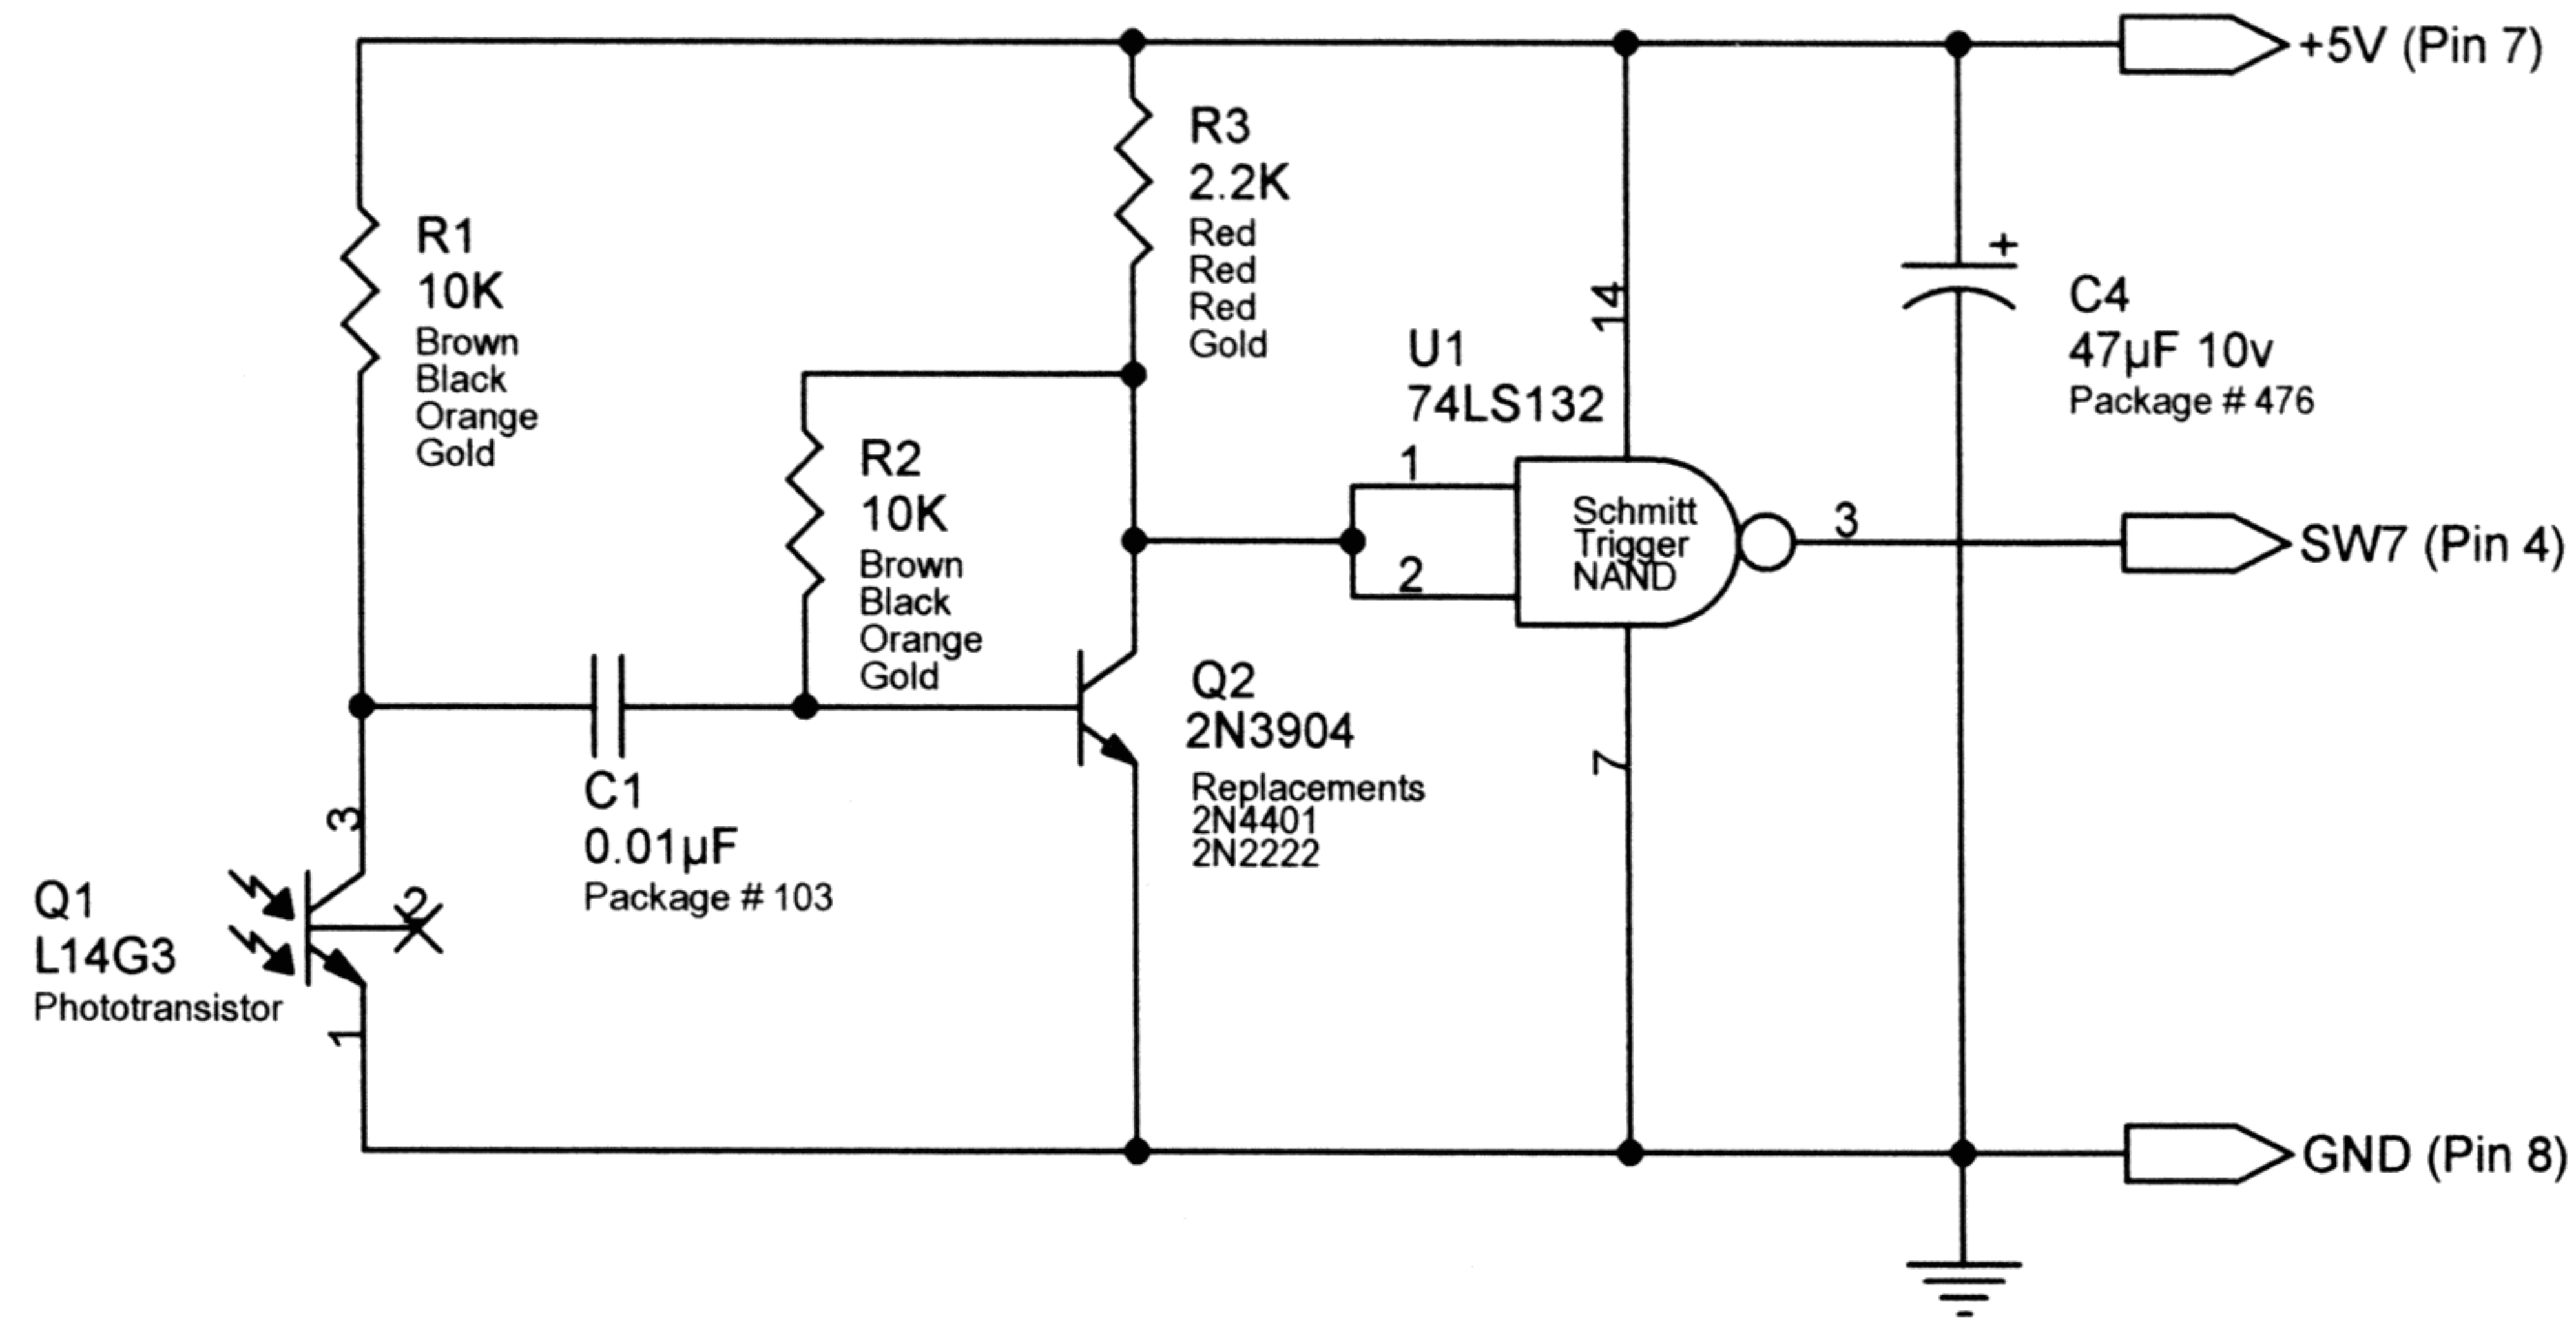 +5V (Pin 7)
R3
2.2K
Red
Red
Red
Gold
R1
10K
Brown
Black
Orange
Gold
14
+
C4
47µF 10v
Package # 476
U1
74LS132
R2
10K
Brown
Black
Orange
Gold
1
2
Schmitt
Trigger
NAND
3
SW7 (Pin 4)
Q2
2N3904
Replacements
2N4401
2N2222
7
C1
0.01µF
Package # 103
3
2
1
Q1
L14G3
Phototransistor
GND (Pin 8)